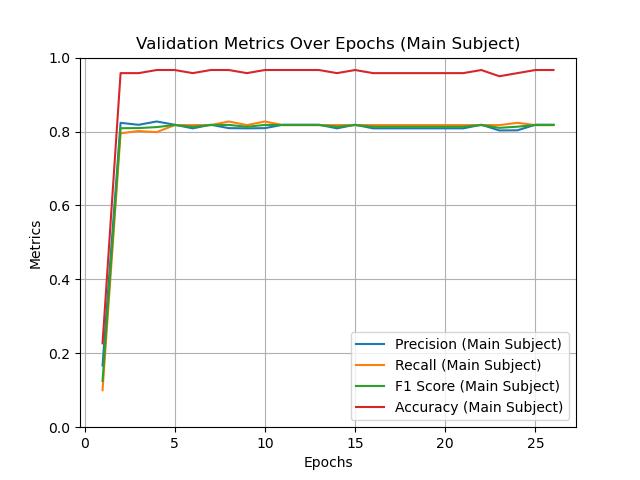 Validation Metrics Over Epochs (Main Subject)
1.0
0.8
0.6
0.4
0.2
0.0
Metrics
0
5
10
15
20
25
Epochs
Precision (Main Subject)
Recall (Main Subject)
F1 Score (Main Subject)
Accuracy (Main Subject)